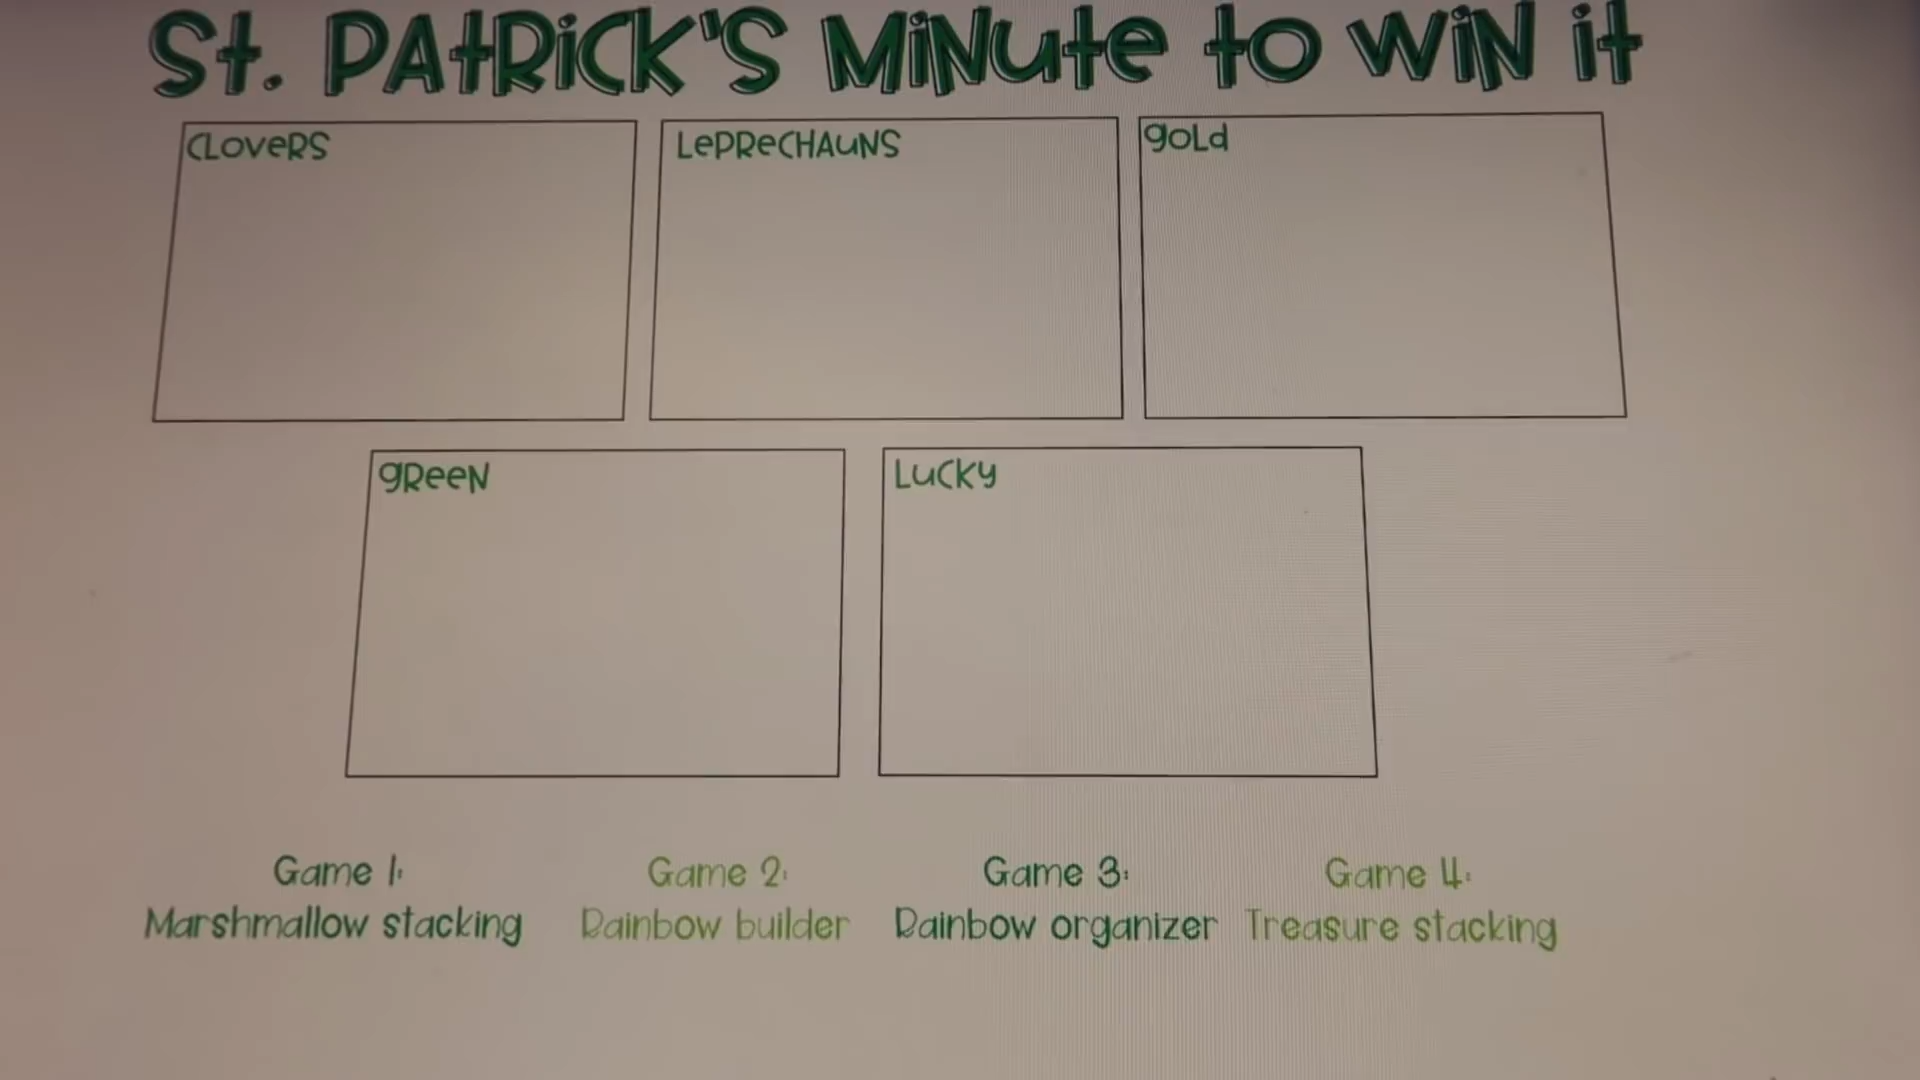 St. Patrick's Minute to Win it
Clovers
Leprechauns
gold
green
Lucky
Game 1:
Marshmallow stacking
Game 2:
Rainbow builder
Game 3:
Rainbow organizer
Game 4:
Treasure stacking